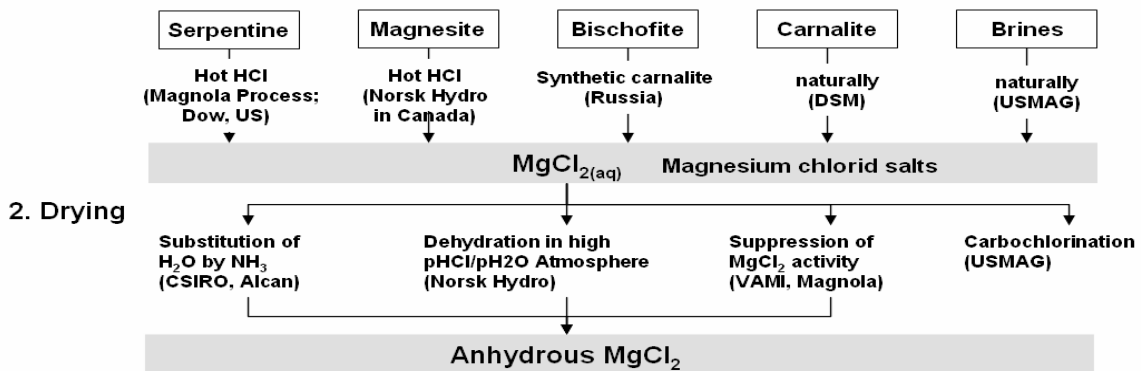 Serpentine
Magnesite
Bischofite
Carnalite
Brines
Hot HCl
(Magnola Process;
Dow, US)
Hot HCl
(Norsk Hydro
in Canada)
Synthetic carnalite
(Russia)
naturally
(DSM)
naturally
(USMAG)
MgCl₂(aq) Magnesium chlorid salts
2. Drying
Substitution of
H₂O by NH₃
(CSIRO, Alcan)
Dehydration in high
pHCl/pH2O Atmosphere
(Norsk Hydro)
Suppression of
MgCl₂ activity
(VAMI, Magnola)
Carbochlorination
(USMAG)
Anhydrous MgCl₂